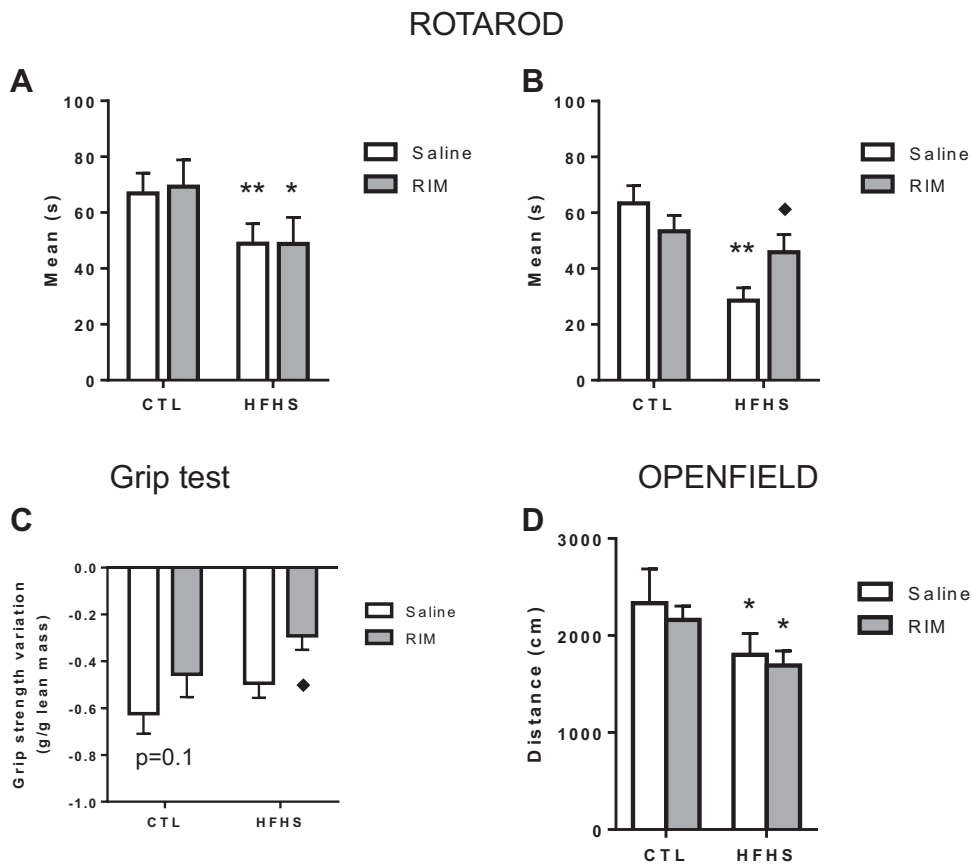 ROTAROD
A
100
80
60
40
20
0
Mean (s)
** *
CTL HFHS
Saline
RIM
B
100
80
60
40
20
0
Mean (s)
** ◆
CTL HFHS
Saline
RIM
Grip test
C
0.0
-0.2
-0.4
-0.6
-0.8
-1.0
Grip strength variation
(g/g lean mass)
◆
p=0.1
CTL HFHS
Saline
RIM
OPENFIELD
D
3000
2000
1000
0
Distance (cm)
* *
CTL HFHS
Saline
RIM